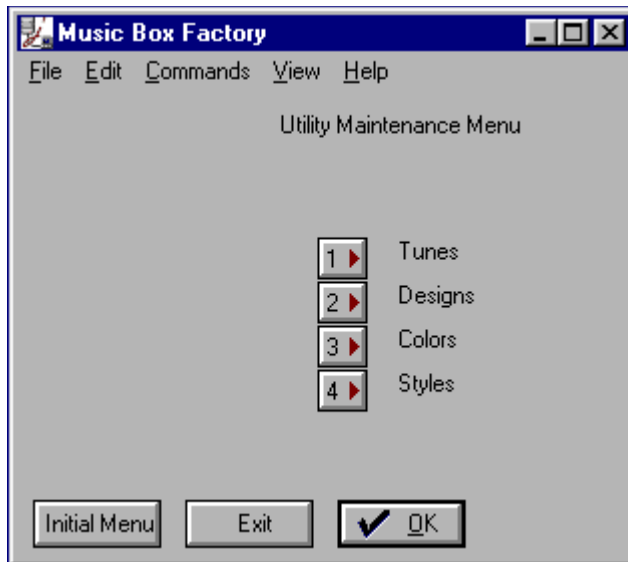 Music Box Factory
File Edit Commands View Help
Utility Maintenance Menu
1 Tunes
2 Designs
3 Colors
4 Styles
Initial Menu Exit OK